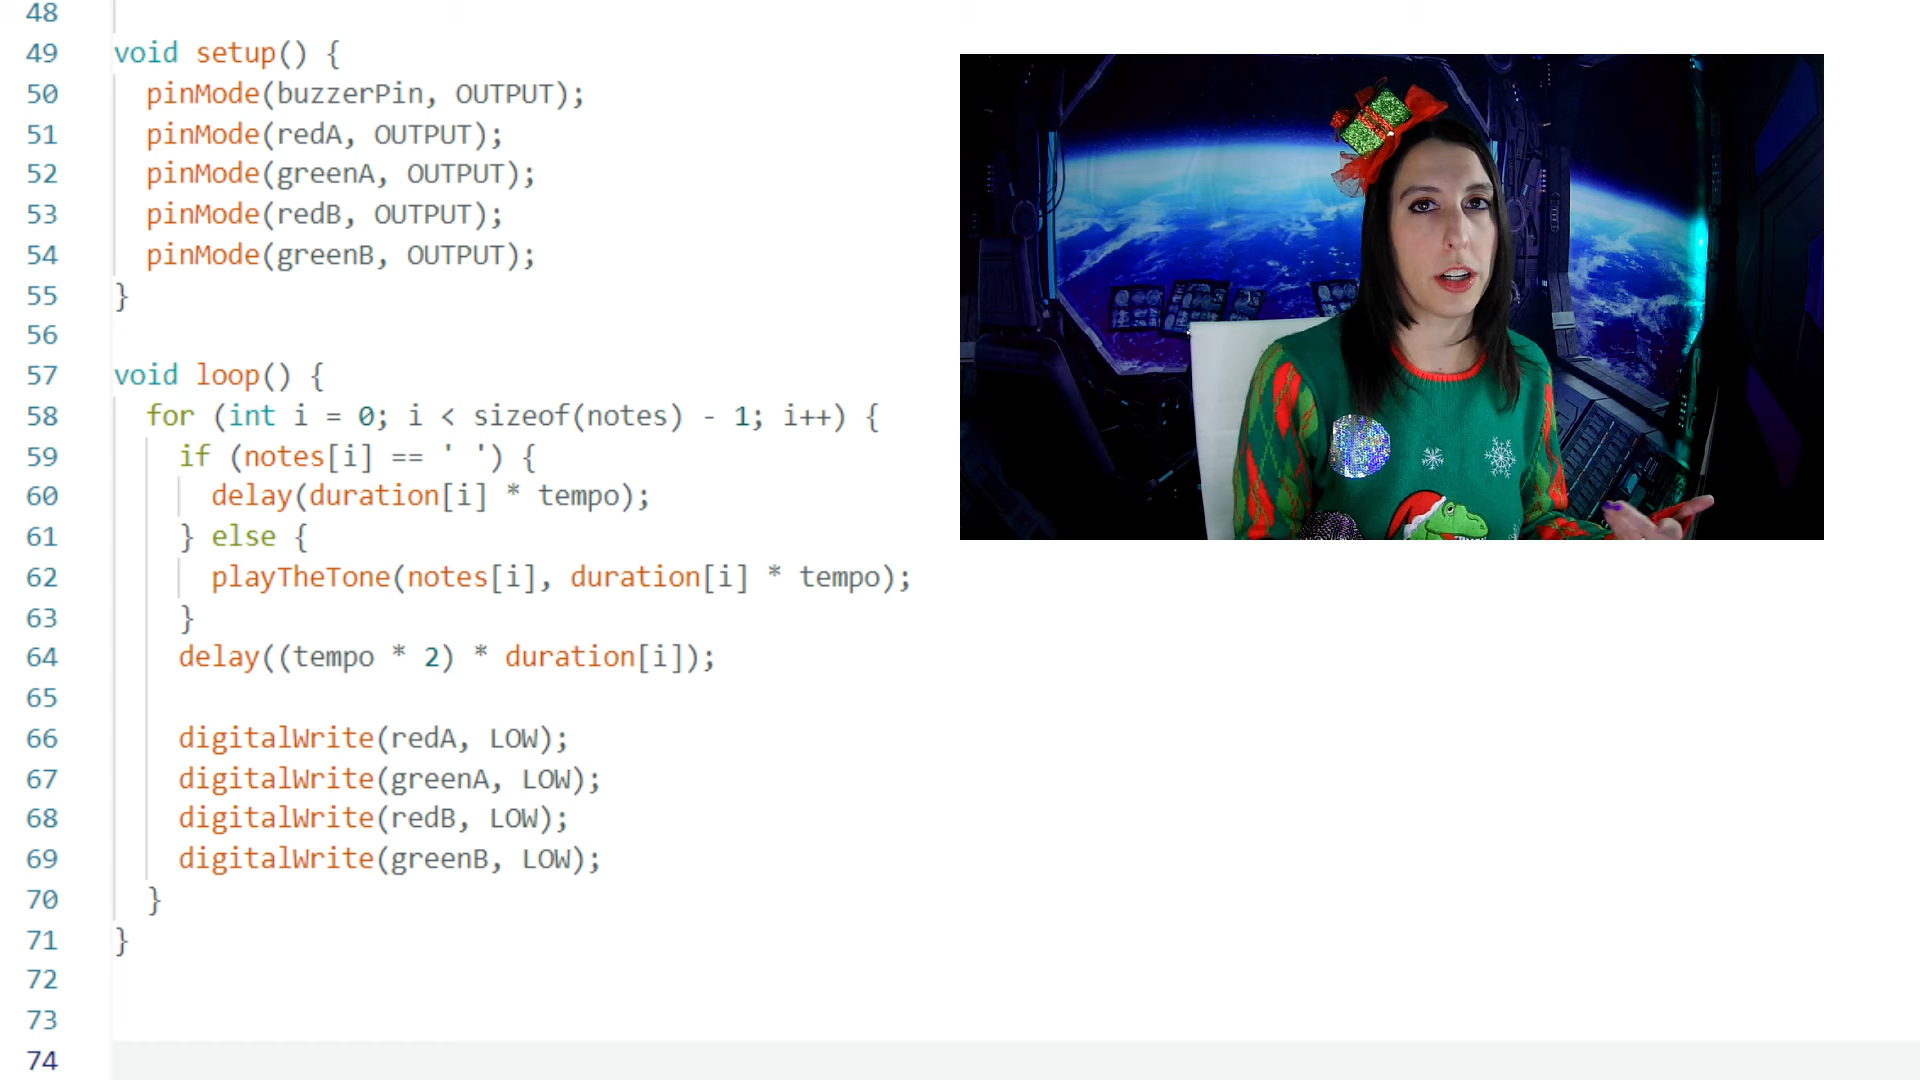 48
49 void setup() {
50 pinMode(buzzerPin, OUTPUT);
51 pinMode(redA, OUTPUT);
52 pinMode(greenA, OUTPUT);
53 pinMode(redB, OUTPUT);
54 pinMode(greenB, OUTPUT);
55 }
56
57 void loop() {
58 for (int i = 0; i < sizeof(notes) - 1; i++) {
59 if (notes[i] == ' ') {
60 delay(duration[i] * tempo);
61 } else {
62 playTheTone(notes[i], duration[i] * tempo);
63 }
64 delay((tempo * 2) * duration[i]);
65
66 digitalWrite(redA, LOW);
67 digitalWrite(greenA, LOW);
68 digitalWrite(redB, LOW);
69 digitalWrite(greenB, LOW);
70 }
71 }
72
73
74